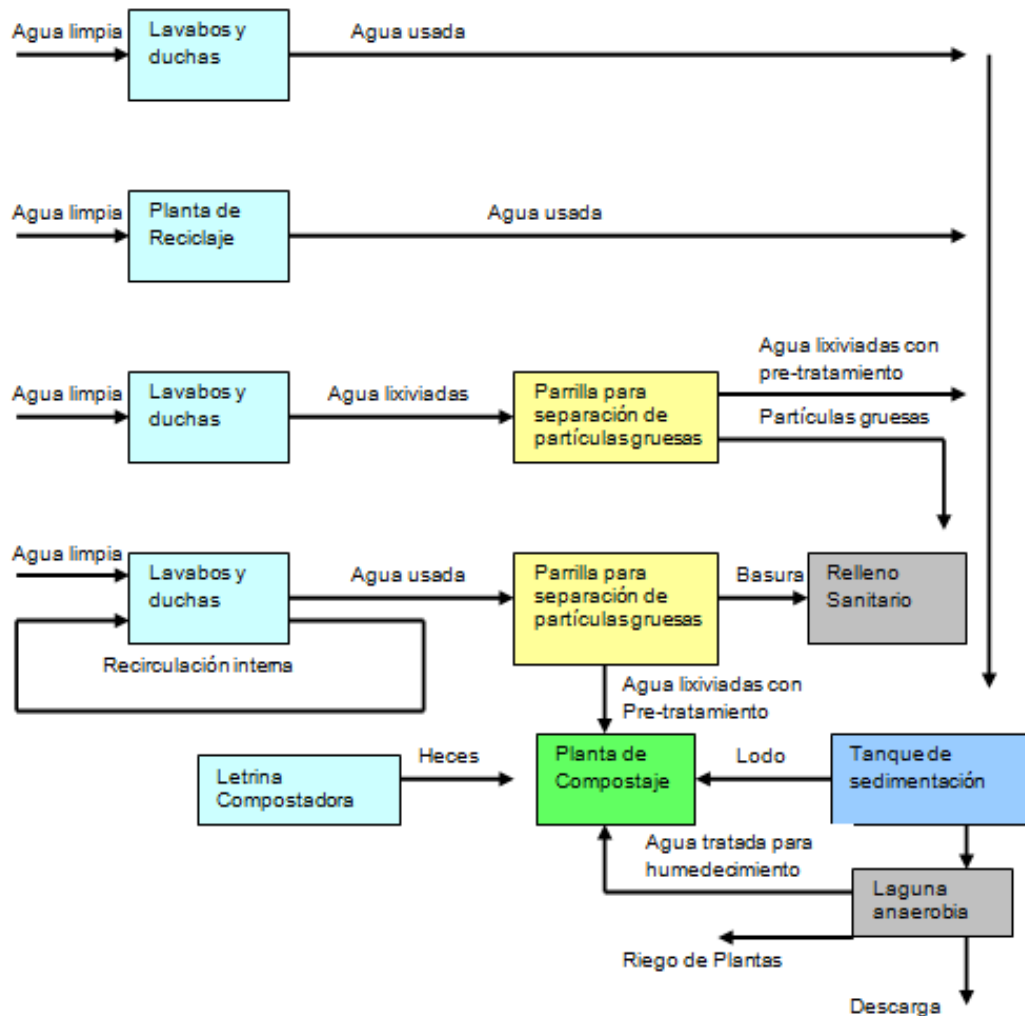 Agua limpia
Lavabos y
duchas
Agua usada
Agua limpia
Planta de
Reciclaje
Agua usada
Agua limpia
Lavabos y
duchas
Agua lixiviadas
Parrilla para
separación de
partículas gruesas
Agua lixiviadas con
pre-tratamiento
Partículas gruesas
Agua limpia
Lavabos y
duchas
Agua usada
Parrilla para
separación de
partículas gruesas
Basura
Relleno
Sanitario
Recirculación interna
Agua lixiviadas con
Pre-tratamiento
Letrina
Compostadora
Heces
Planta de
Compostaje
Lodo
Tanque de
sedimentación
Agua tratada para
humedecimiento
Laguna
anaerobia
Riego de Plantas
Descarga